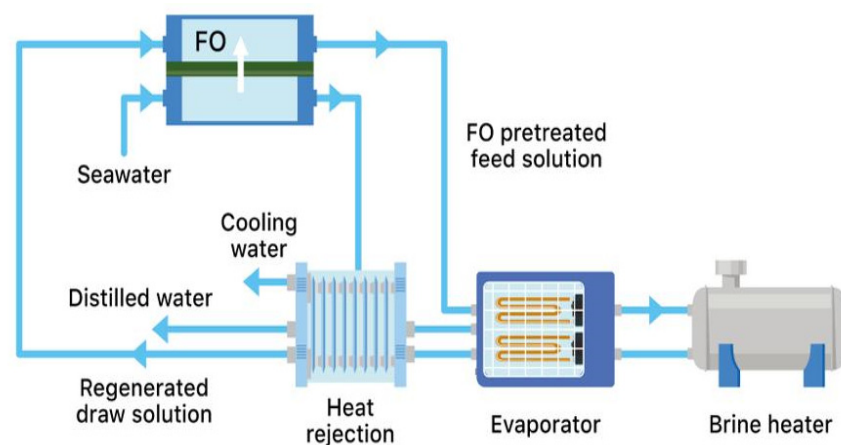 FO
FO pretreated
feed solution
Seawater
Cooling
water
Distilled water
Regenerated
draw solution
Heat
rejection
Evaporator
Brine heater